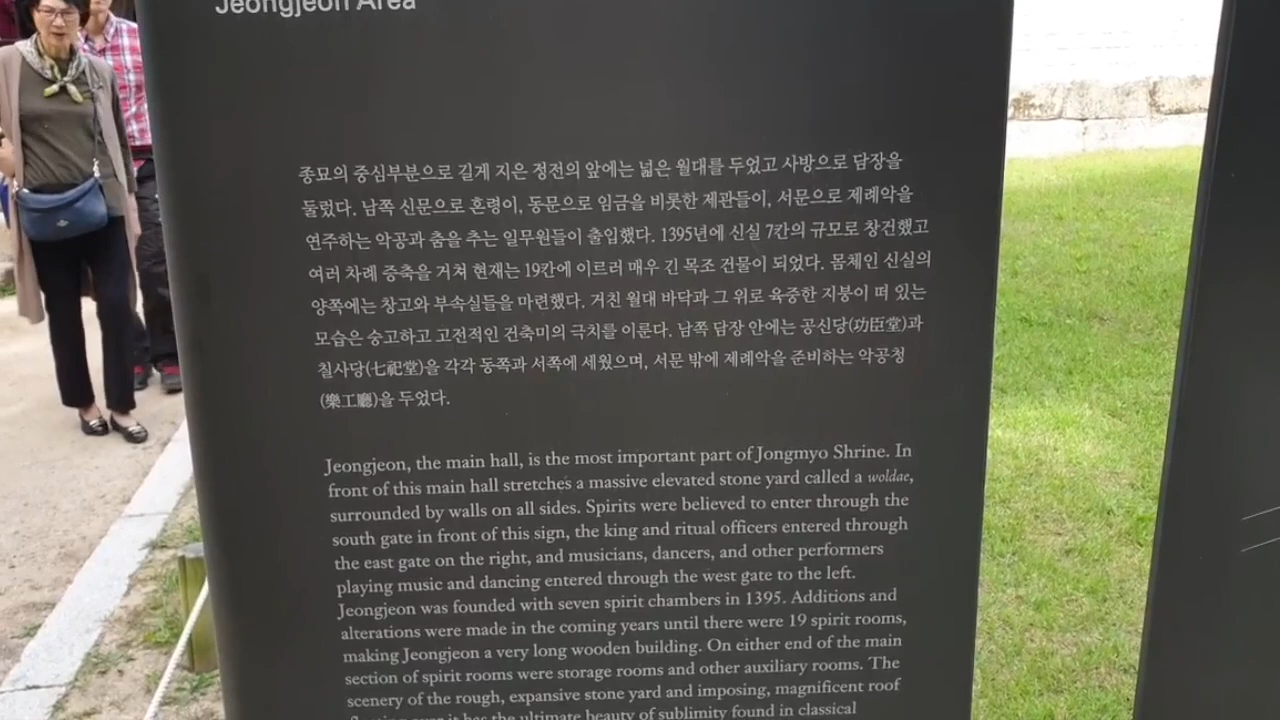 Jeongjeon Area
종묘의 중심부분으로 길게 지은 정전의 앞에는 넓은 월대를 두었고 사방으로 담장을
둘렀다. 남쪽 신문으로 혼령이, 동문으로 임금을 비롯한 제관들이, 서문으로 제례악을
연주하는 악공과 춤을 추는 일무원들이 출입했다. 1395년에 신실 7칸의 규모로 창건했고
여러 차례 증축을 거쳐 현재는 19칸에 이르러 매우 긴 목조 건물이 되었다. 몸체인 신실의
양쪽에는 창고와 부속실들을 마련했다. 거친 월대 바닥과 그 위로 육중한 지붕이 떠 있는
모습은 숭고하고 고전적인 건축미의 극치를 이룬다. 남쪽 담장 안에는 공신당(功臣堂)과
칠사당(七祀堂)을 각각 동쪽과 서쪽에 세웠으며, 서문 밖에 제례악을 준비하는 악공청
(樂工廳)을 두었다.
Jeongjeon, the main hall, is the most important part of Jongmyo Shrine. In
front of this main hall stretches a massive elevated stone yard called a woldae,
surrounded by walls on all sides. Spirits were believed to enter through the
south gate in front of this sign, the king and ritual officers entered through
the east gate on the right, and musicians, dancers, and other performers
playing music and dancing entered through the west gate to the left.
Jeongjeon was founded with seven spirit chambers in 1395. Additions and
alterations were made in the coming years until there were 19 spirit rooms,
making Jeongjeon a very long wooden building. On either end of the main
section of spirit rooms were storage rooms and other auxiliary rooms. The
scenery of the rough, expansive stone yard and imposing, magnificent roof
over it has the ultimate beauty of sublimity found in classical